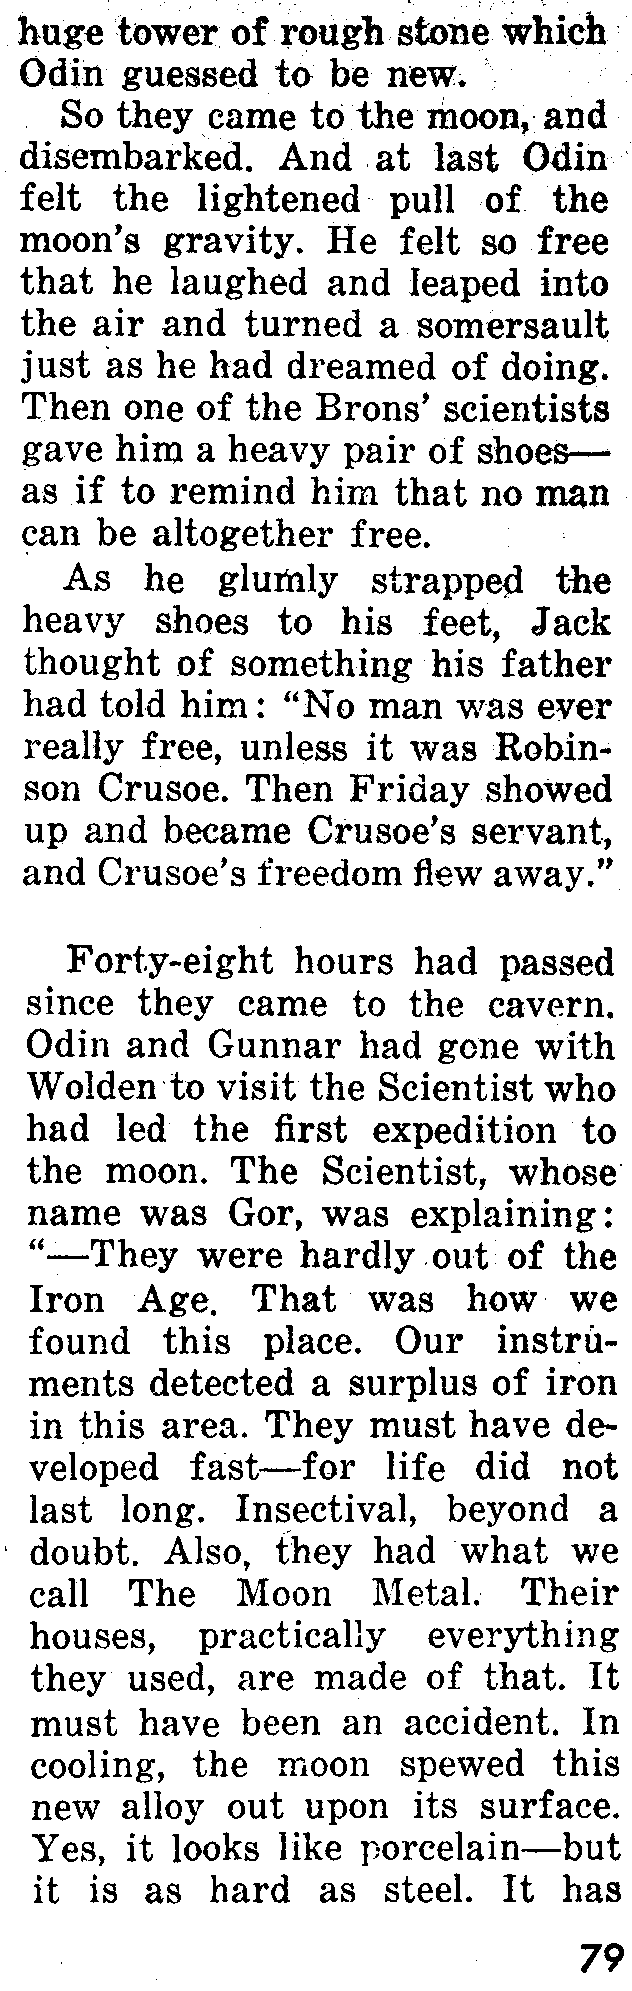 huge tower of rough stone which
Odin guessed to be new.
So they came to the moon, and
disembarked. And at last Odin
felt the lightened pull of the
moon's gravity. He felt so free
that he laughed and leaped into
the air and turned a somersault
just as he had dreamed of doing.
Then one of the Brons' scientists
gave him a heavy pair of shoes—
as if to remind him that no man
can be altogether free.
As he glumly strapped the
heavy shoes to his feet, Jack
thought of something his father
had told him: "No man was ever
really free, unless it was Robin-
son Crusoe. Then Friday showed
up and became Crusoe's servant,
and Crusoe's freedom flew away."
Forty-eight hours had passed
since they came to the cavern.
Odin and Gunnar had gone with
Wolden to visit the Scientist who
had led the first expedition to
the moon. The Scientist, whose
name was Gor, was explaining:
"—They were hardly out of the
Iron Age. That was how we
found this place. Our instru-
ments detected a surplus of iron
in this area. They must have de-
veloped fast—for life did not
last long. Insectival, beyond a
doubt. Also, they had what we
call The Moon Metal. Their
houses, practically everything
they used, are made of that. It
must have been an accident. In
cooling, the moon spewed this
new alloy out upon its surface.
Yes, it looks like porcelain—but
it is as hard as steel. It has
79